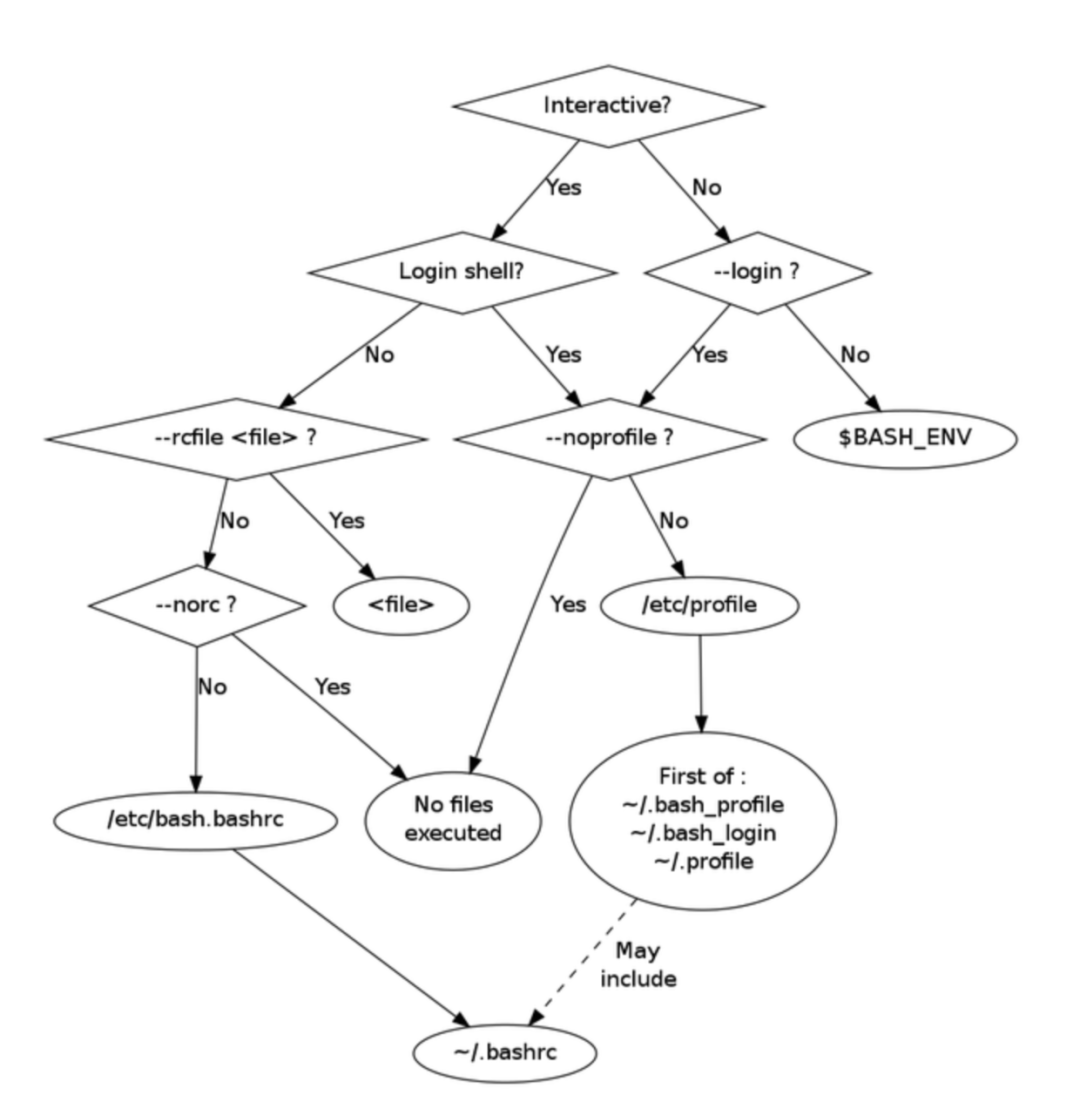 Interactive?
Yes
No
Login shell?
--login ?
No
Yes
Yes
No
--rcfile <file> ?
--noprofile ?
$BASH_ENV
No
Yes
No
--norc ?
<file>
Yes
/etc/profile
No
Yes
/etc/bash.bashrc
No files
executed
First of :
~/.bash_profile
~/.bash_login
~/.profile
May
include
~/.bashrc